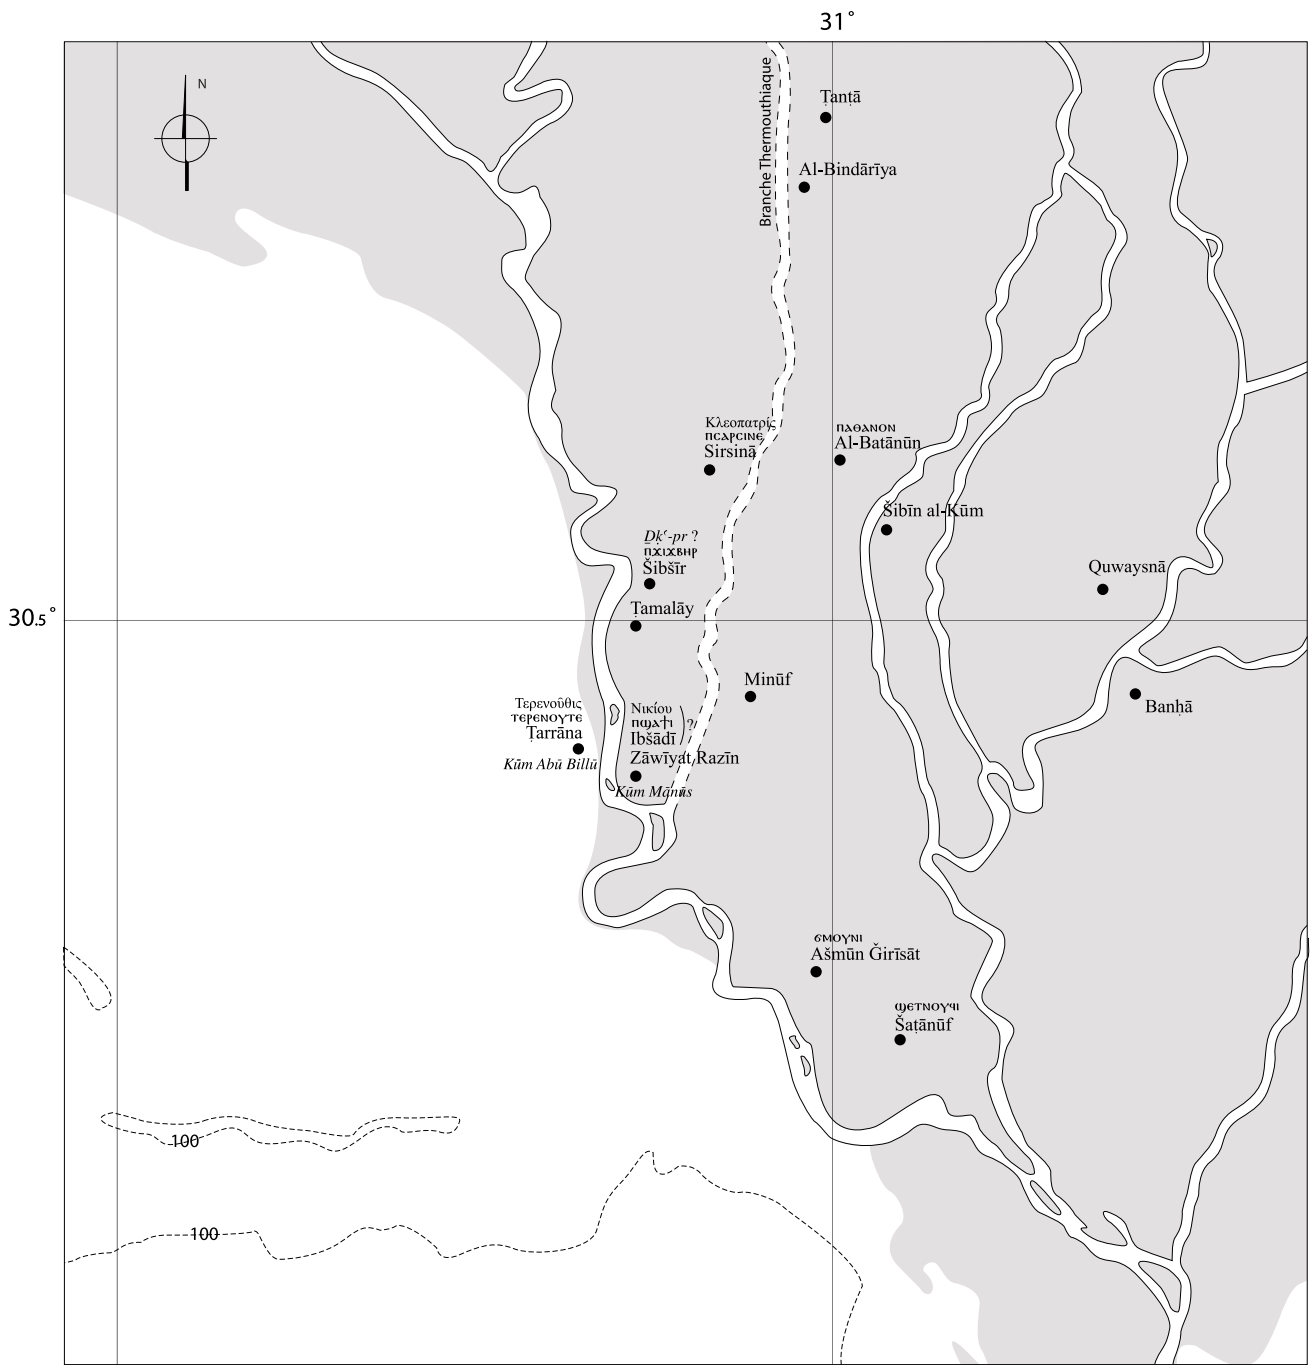 31°
N
Branche Thermouthiaque
Ṭanṭā
Al-Bindārīya
Κλεοπατρίς
ⲡⲥⲁⲣⲥⲓⲛⲉ
Sirsinā
ⲡⲁⲑⲁⲛⲟⲛ
Al-Batānūn
Šibīn al-Kūm
Ḏḳʿ-pr ?
ⲡϫⲓϫⲃⲏⲣ
Šibšīr
Quwaysnā
30.5°
Ṭamalāy
Minūf
Banḥā
Τερενοῦθις
ⲧⲉⲣⲉⲛⲟⲩⲧⲉ
Ṭarrāna
Kūm Abū Billū
Νικίου
ⲡϣⲁϯ
Ibšādī
?
Zāwīyat Razīn
Kūm Mānūs
ϭⲙⲟⲩⲛⲓ
Ašmūn Ǧirīsāt
ϣⲉⲧⲛⲟⲩϥⲓ
Šaṭānūf
100
100